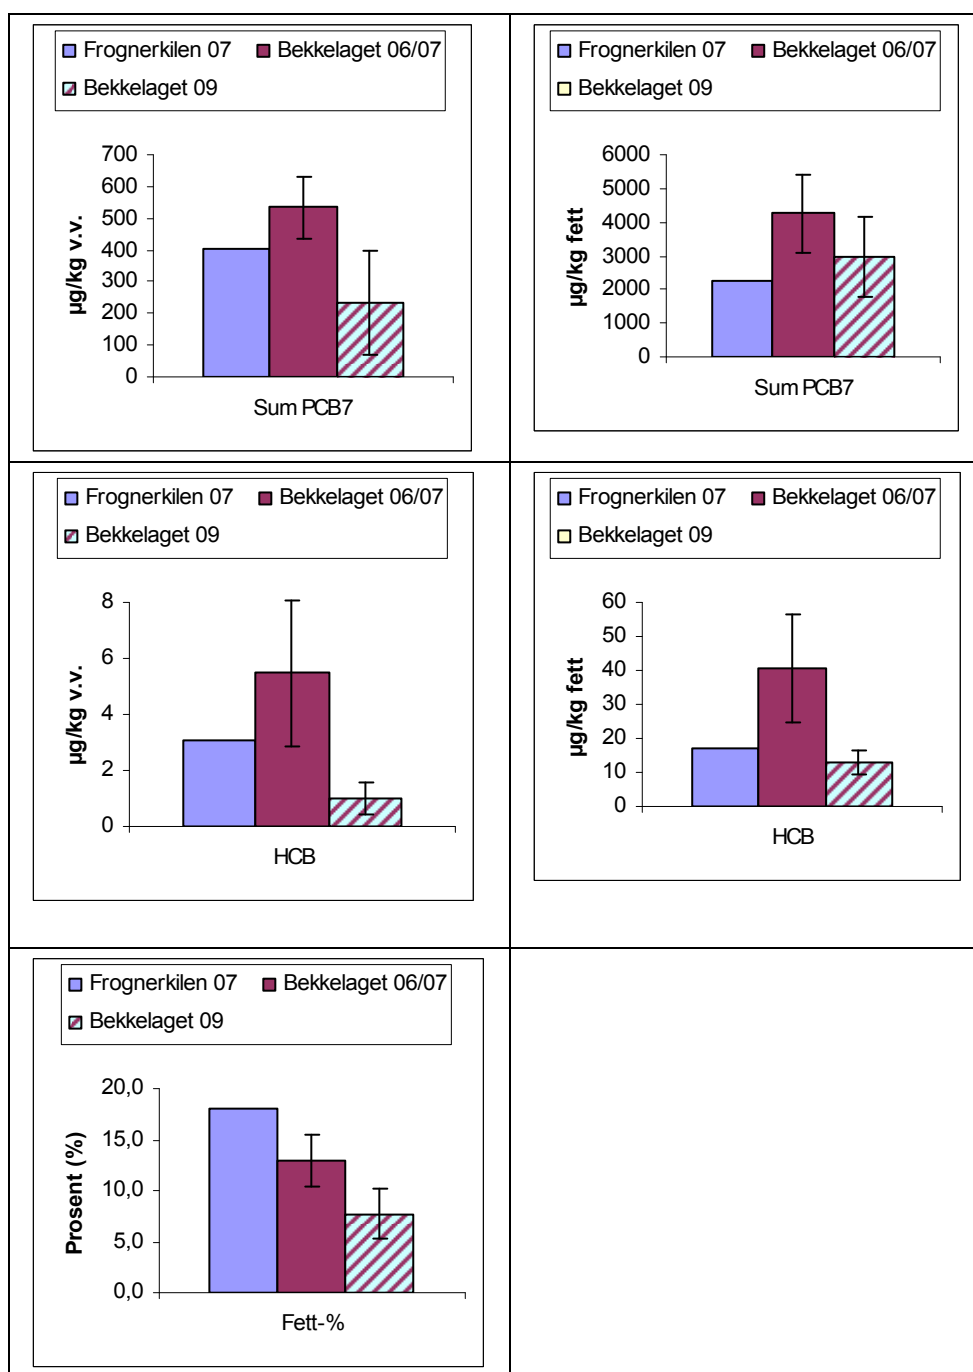 Frognerkilen 07 Bekkelaget 06/07
Bekkelaget 09
700
600
500
400
300
200
100
0
µg/kg v.v.
Sum PCB7
Frognerkilen 07 Bekkelaget 06/07
Bekkelaget 09
6000
5000
4000
3000
2000
1000
0
µg/kg fett
Sum PCB7
Frognerkilen 07 Bekkelaget 06/07
Bekkelaget 09
8
6
4
2
0
µg/kg v.v.
HCB
Frognerkilen 07 Bekkelaget 06/07
Bekkelaget 09
60
50
40
30
20
10
0
µg/kg fett
HCB
Frognerkilen 07 Bekkelaget 06/07
Bekkelaget 09
20,0
15,0
10,0
5,0
0,0
Prosent (%)
Fett-%